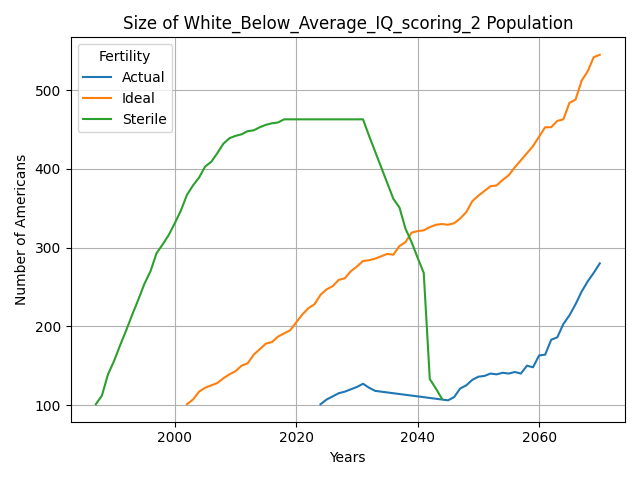 Size of White_Below_Average_IQ_scoring_2 Population
Fertility
Actual
Ideal
Sterile
Number of Americans
500
400
300
200
100
2000
2020
2040
2060
Years